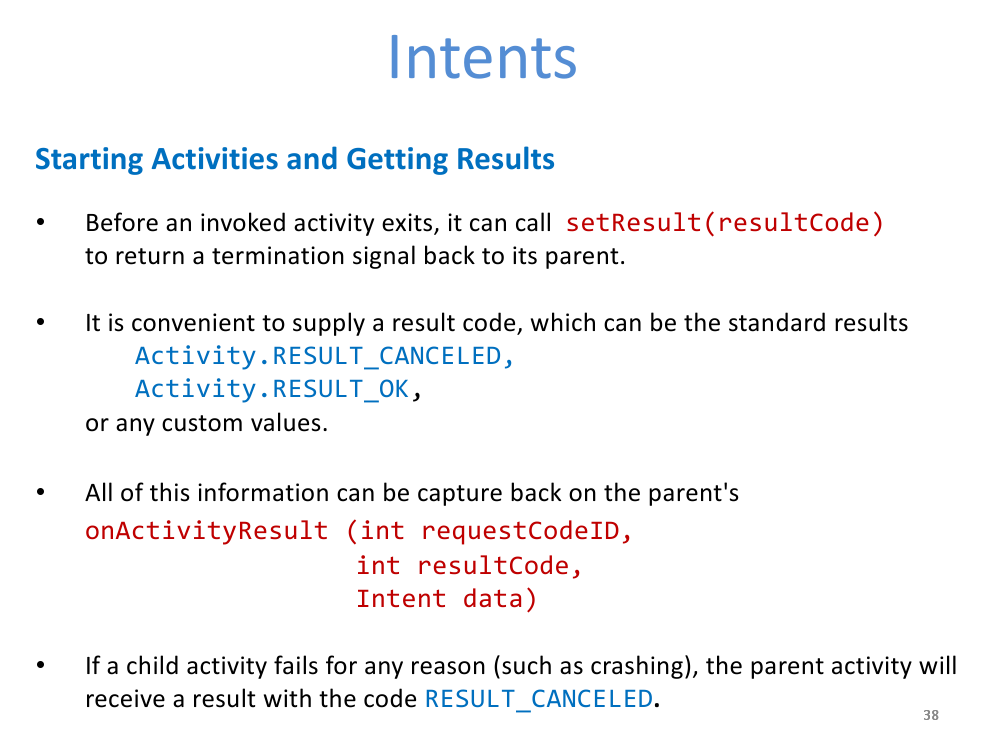 Intents
Starting Activities and Getting Results
• Before an invoked activity exits, it can call setResult(resultCode)
to return a termination signal back to its parent.
• It is convenient to supply a result code, which can be the standard results
Activity.RESULT_CANCELED,
Activity.RESULT_OK,
or any custom values.
• All of this information can be capture back on the parent's
onActivityResult (int requestCodeID,
int resultCode,
Intent data)
• If a child activity fails for any reason (such as crashing), the parent activity will
receive a result with the code RESULT_CANCELED.
38